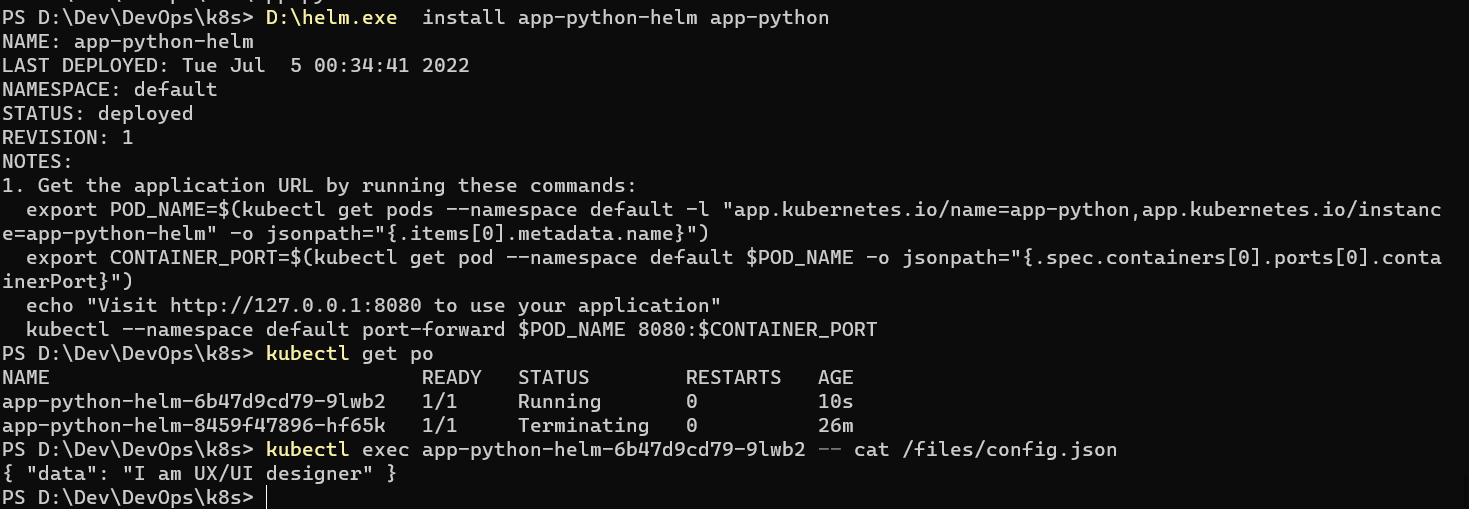 PS D:\Dev\DevOps\k8s> D:\helm.exe  install app-python-helm app-python
NAME: app-python-helm
LAST DEPLOYED: Tue Jul  5 00:34:41 2022
NAMESPACE: default
STATUS: deployed
REVISION: 1
NOTES:
1. Get the application URL by running these commands:
  export POD_NAME=$(kubectl get pods --namespace default -l "app.kubernetes.io/name=app-python,app.kubernetes.io/instanc
e=app-python-helm" -o jsonpath="{.items[0].metadata.name}")
  export CONTAINER_PORT=$(kubectl get pod --namespace default $POD_NAME -o jsonpath="{.spec.containers[0].ports[0].conta
inerPort}")
  echo "Visit http://127.0.0.1:8080 to use your application"
  kubectl --namespace default port-forward $POD_NAME 8080:$CONTAINER_PORT
PS D:\Dev\DevOps\k8s> kubectl get po
NAME                               READY   STATUS        RESTARTS   AGE
app-python-helm-6b47d9cd79-9lwb2   1/1     Running       0          10s
app-python-helm-8459f47896-hf65k   1/1     Terminating   0          26m
PS D:\Dev\DevOps\k8s> kubectl exec app-python-helm-6b47d9cd79-9lwb2 -- cat /files/config.json
{ "data": "I am UX/UI designer" }
PS D:\Dev\DevOps\k8s>